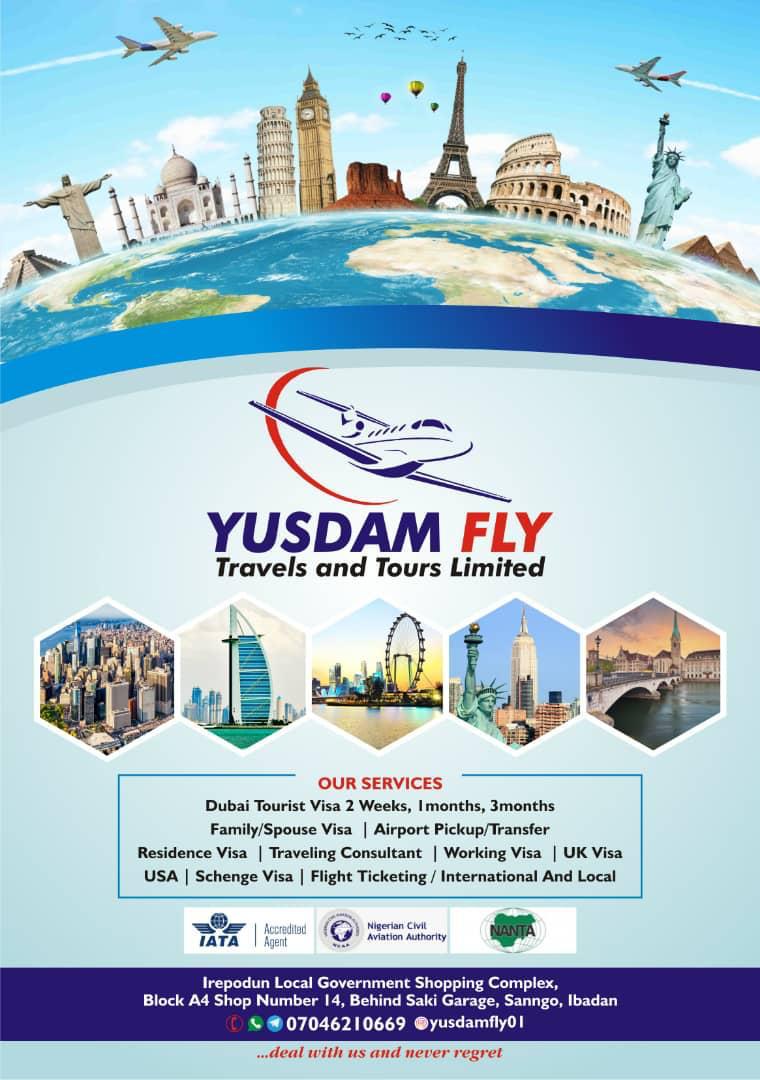 YUSDAM FLY
Travels and Tours Limited
OUR SERVICES
Dubai Tourist Visa 2 Weeks, 1months, 3months
Family/Spouse Visa | Airport Pickup/Transfer
Residence Visa | Traveling Consultant | Working Visa | UK Visa
USA | Schenge Visa | Flight Ticketing / International And Local
IATA
Accredited
Agent
Nigerian Civil
Aviation Authority
NANTA
Irepodun Local Government Shopping Complex,
Block A4 Shop Number 14, Behind Saki Garage, Sanngo, Ibadan
07046210669 yusdamfly01
...deal with us and never regret